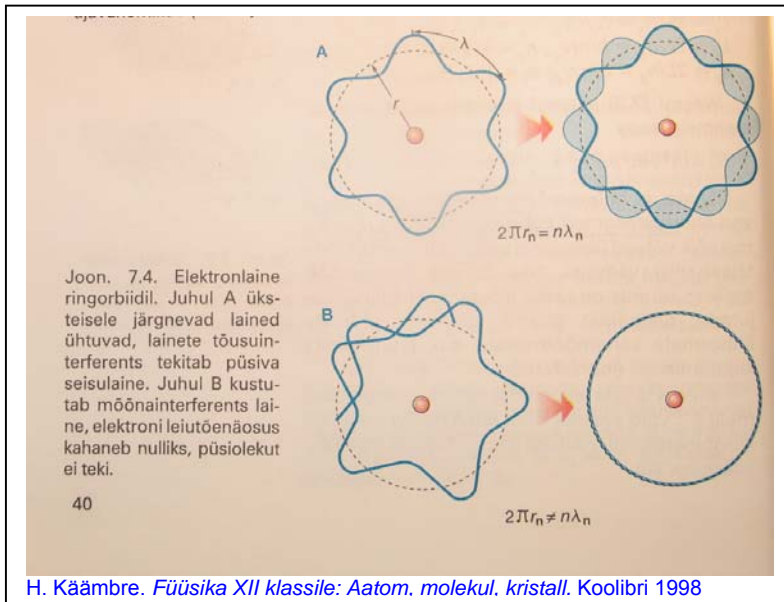 A
λ
r
2πrₙ = nλₙ
Joon. 7.4. Elektronlaine
ringorbiidil. Juhul A üks-
teisele järgnevad lained
ühtuvad, lainete tõusuin-
terferents tekitab püsiva
seisulaine. Juhul B kustu-
tab mõõnainterferents lai-
ne, elektroni leiutõenäosus
kahaneb nulliks, püsiolekut
ei teki.
40
B
2πrₙ ≠ nλₙ
H. Käämbre. Füüsika XII klassile: Aatom, molekul, kristall. Koolibri 1998